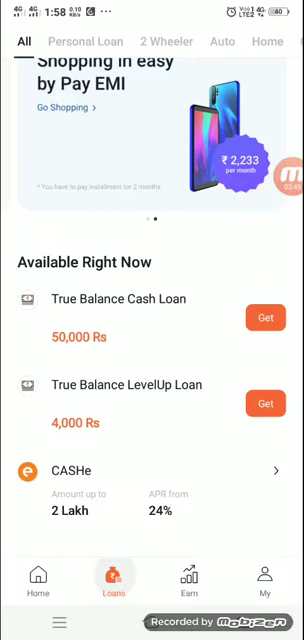 4G 4G 1:58 0.10 KB/s ... 4G 40
All Personal Loan 2 Wheeler Auto Home
Shopping in easy
by Pay EMI
Go Shopping >
₹ 2,233
per month
* You have to pay installment for 2 months
Available Right Now
True Balance Cash Loan
Get
50,000 Rs
True Balance LevelUp Loan
Get
4,000 Rs
CASHe >
Amount up to APR from
2 Lakh 24%
Home Loans Earn My
Recorded by mobizen